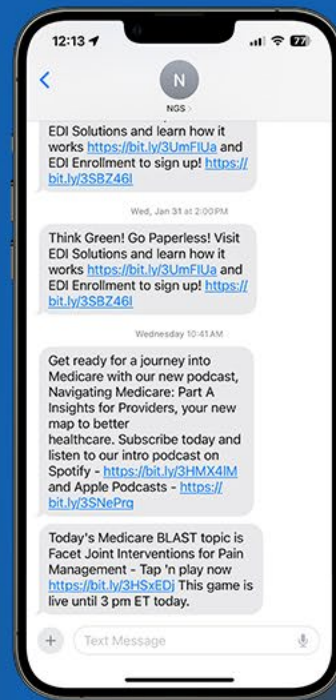 12:13
77
N
NGS >
EDI Solutions and learn how it
works https://bit.ly/3UmFlUa and
EDI Enrollment to sign up! https://
bit.ly/3SBZ46I
Wed, Jan 31 at 2:00 PM
Think Green! Go Paperless! Visit
EDI Solutions and learn how it
works https://bit.ly/3UmFlUa and
EDI Enrollment to sign up! https://
bit.ly/3SBZ46I
Wednesday 10:41 AM
Get ready for a journey into
Medicare with our new podcast,
Navigating Medicare: Part A
Insights for Providers, your new
map to better
healthcare. Subscribe today and
listen to our intro podcast on
Spotify - https://bit.ly/3HMX4lM
and Apple Podcasts - https://
bit.ly/3SNePrq
Today's Medicare BLAST topic is
Facet Joint Interventions for Pain
Management - Tap 'n play now
https://bit.ly/3HSxEDj This game is
live until 3 pm ET today.
Text Message